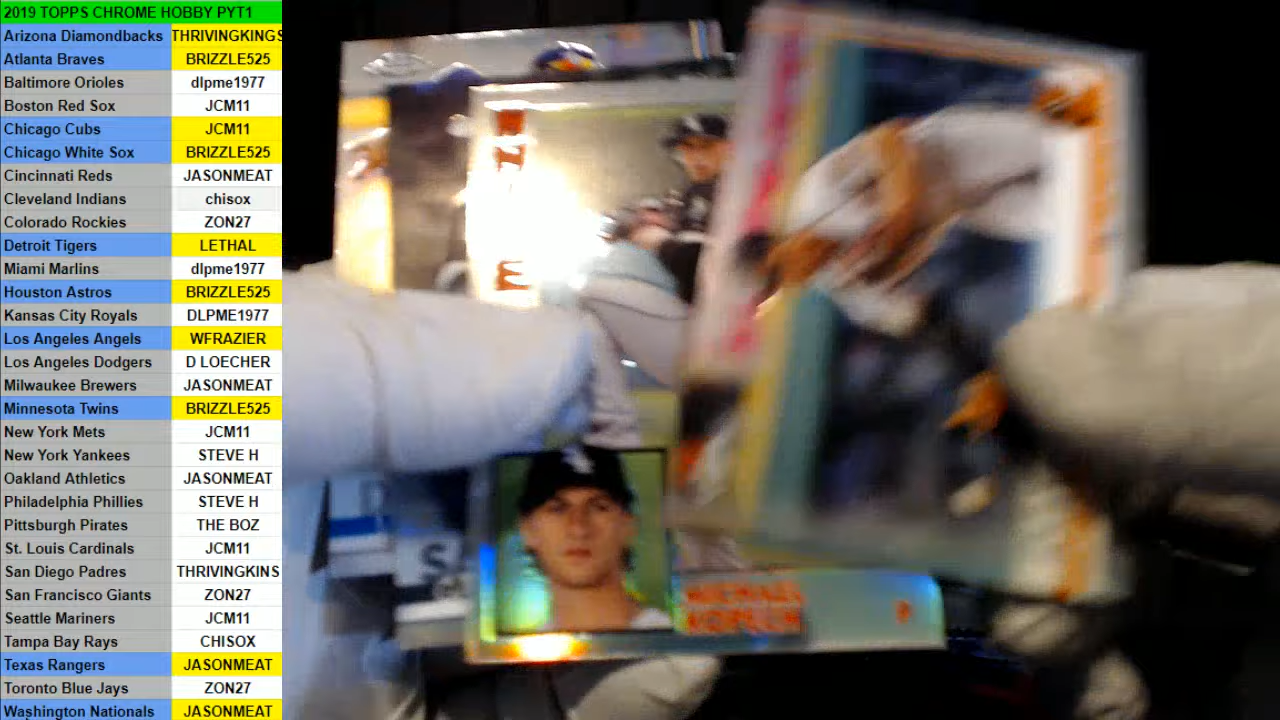 2019 TOPPS CHROME HOBBY PYT1
Arizona Diamondbacks THRIVINGKINGS
Atlanta Braves BRIZZLE525
Baltimore Orioles dlpme1977
Boston Red Sox JCM11
Chicago Cubs JCM11
Chicago White Sox BRIZZLE525
Cincinnati Reds JASONMEAT
Cleveland Indians chisox
Colorado Rockies ZON27
Detroit Tigers LETHAL
Miami Marlins dlpme1977
Houston Astros BRIZZLE525
Kansas City Royals DLPME1977
Los Angeles Angels WFRAZIER
Los Angeles Dodgers D LOECHER
Milwaukee Brewers JASONMEAT
Minnesota Twins BRIZZLE525
New York Mets JCM11
New York Yankees STEVE H
Oakland Athletics JASONMEAT
Philadelphia Phillies STEVE H
Pittsburgh Pirates THE BOZ
St. Louis Cardinals JCM11
San Diego Padres THRIVINGKINS
San Francisco Giants ZON27
Seattle Mariners JCM11
Tampa Bay Rays CHISOX
Texas Rangers JASONMEAT
Toronto Blue Jays ZON27
Washington Nationals JASONMEAT
MICHAEL
KOPECH P